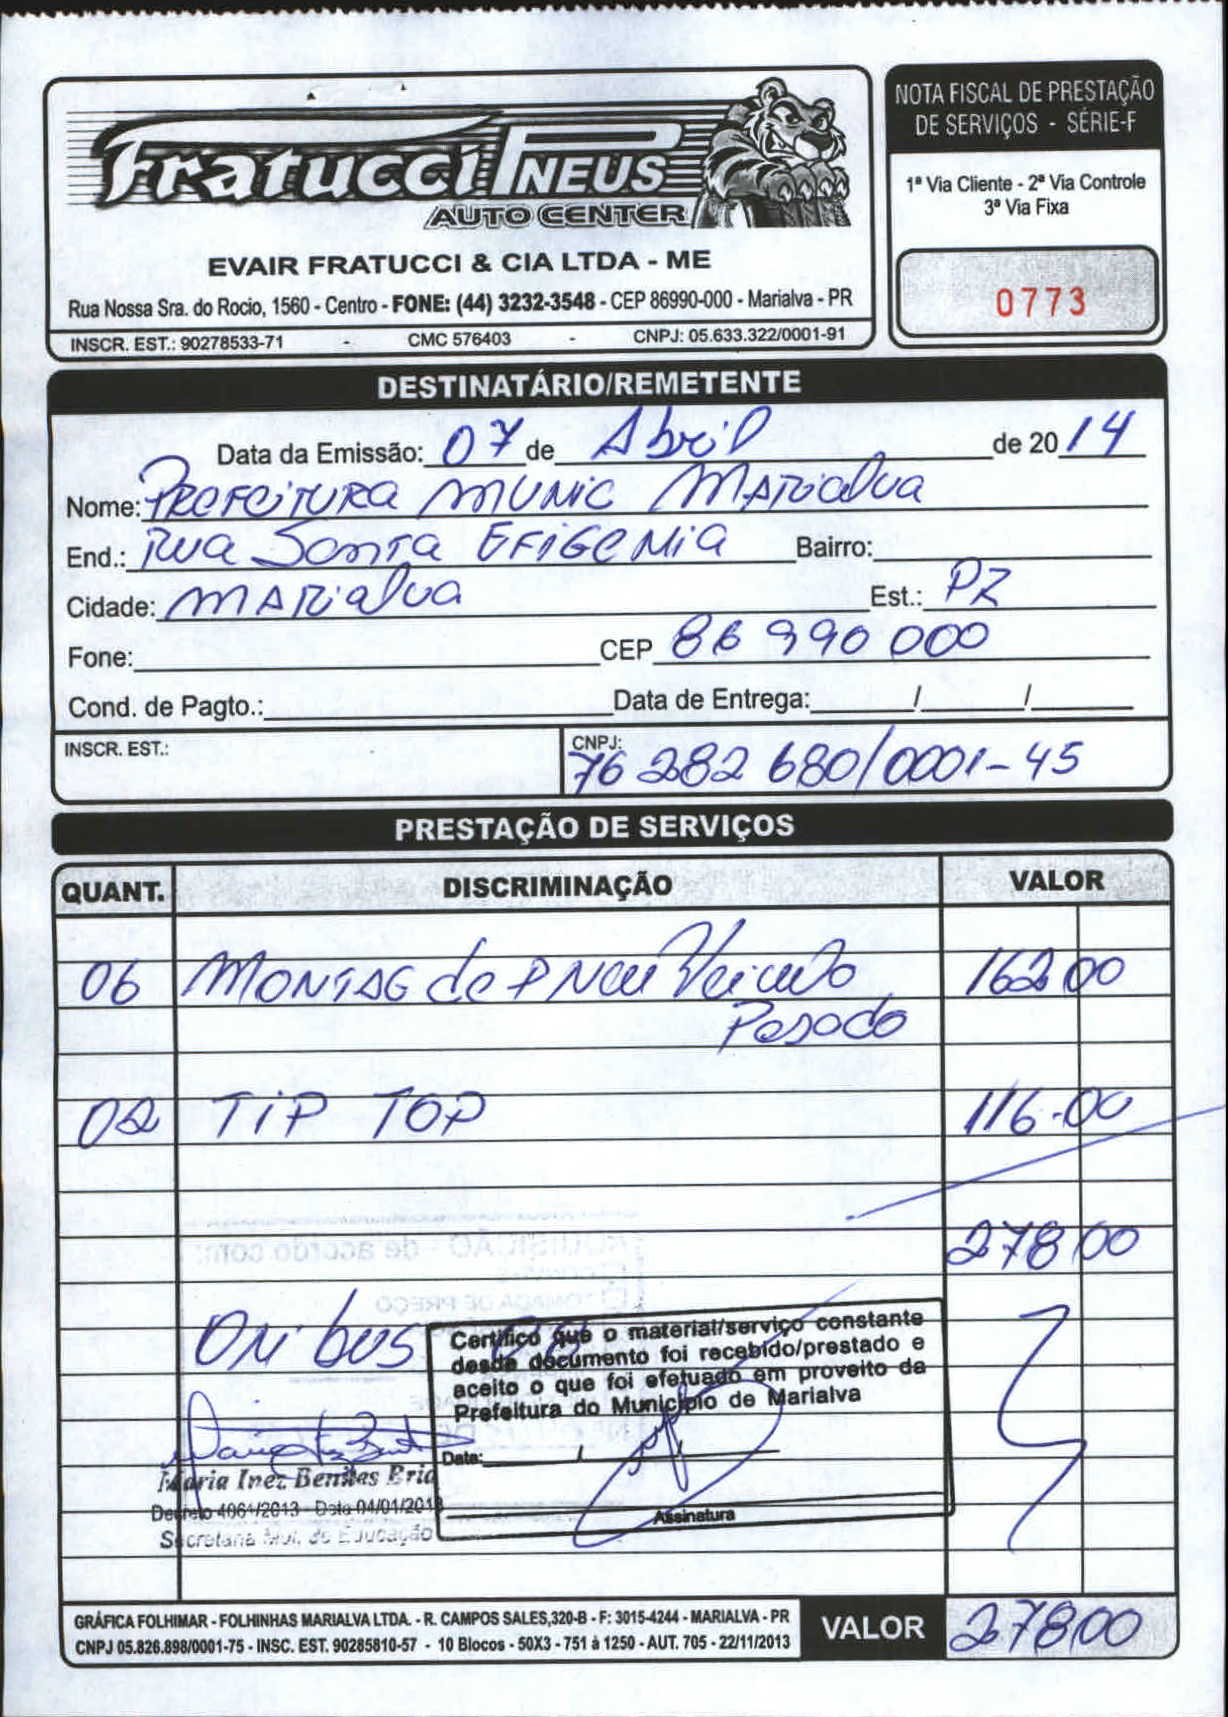 Fratucci PNEUS
AUTO CENTER
EVAIR FRATUCCI & CIA LTDA - ME
Rua Nossa Sra. do Rocio, 1560 - Centro - FONE: (44) 3232-3548 - CEP 86990-000 - Marialva - PR
INSCR. EST.: 90278533-71 - CMC 576403 - CNPJ: 05.633.322/0001-91
NOTA FISCAL DE PRESTAÇÃO
DE SERVIÇOS - SÉRIE-F
1ª Via Cliente - 2ª Via Controle
3ª Via Fixa
0773
DESTINATÁRIO/REMETENTE
Data da Emissão: 07 de Abril de 2014
Nome: PREFEITURA MUNIC MARIALVA
End.: Rua Santa EFIGENIA Bairro:
Cidade: MARIALVA Est.: PR
Fone: CEP 86 990 000
Cond. de Pagto.: Data de Entrega: / /
INSCR. EST.: CNPJ: 76 282 680/0001-45
PRESTAÇÃO DE SERVIÇOS
QUANT. DISCRIMINAÇÃO VALOR
06 MONTAG de PNeu Veiculo 162 00
Pesado
02 TIP TOP 116.00
278 00
ONibus
Certifico que o material/serviço constante
desde documento foi recebido/prestado e
aceito o que foi efetuado em proveito da
Prefeitura do Município de Marialva
Data: / /
Assinatura
Maria Inez Benites
Decreto 4061/2013 - Data 04/01/2013
Secretaria Mul. de Educação
GRÁFICA FOLHIMAR - FOLHINHAS MARIALVA LTDA. - R. CAMPOS SALES,320-B - F: 3015-4244 - MARIALVA - PR
CNPJ 05.826.898/0001-75 - INSC. EST. 90285810-57 - 10 Blocos - 50X3 - 751 à 1250 - AUT. 705 - 22/11/2013
VALOR 278 00